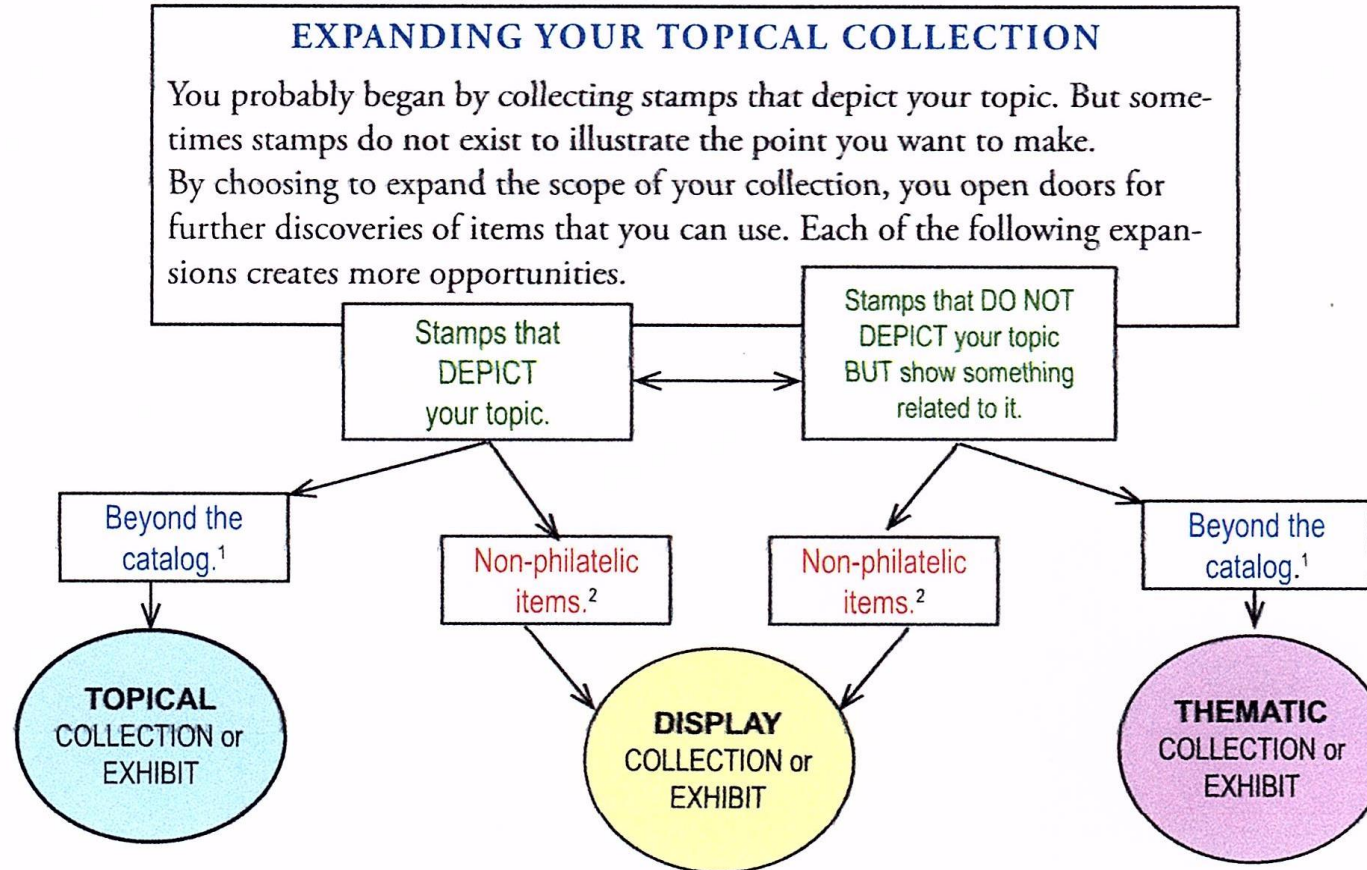 EXPANDING YOUR TOPICAL COLLECTION
You probably began by collecting stamps that depict your topic. But some-
times stamps do not exist to illustrate the point you want to make.
By choosing to expand the scope of your collection, you open doors for
further discoveries of items that you can use. Each of the following expan-
sions creates more opportunities.
Stamps that
DEPICT
your topic.
Stamps that DO NOT
DEPICT your topic
BUT show something
related to it.
Beyond the
catalog.¹
Non-philatelic
items.²
Non-philatelic
items.²
Beyond the
catalog.¹
TOPICAL
COLLECTION or
EXHIBIT
DISPLAY
COLLECTION or
EXHIBIT
THEMATIC
COLLECTION or
EXHIBIT